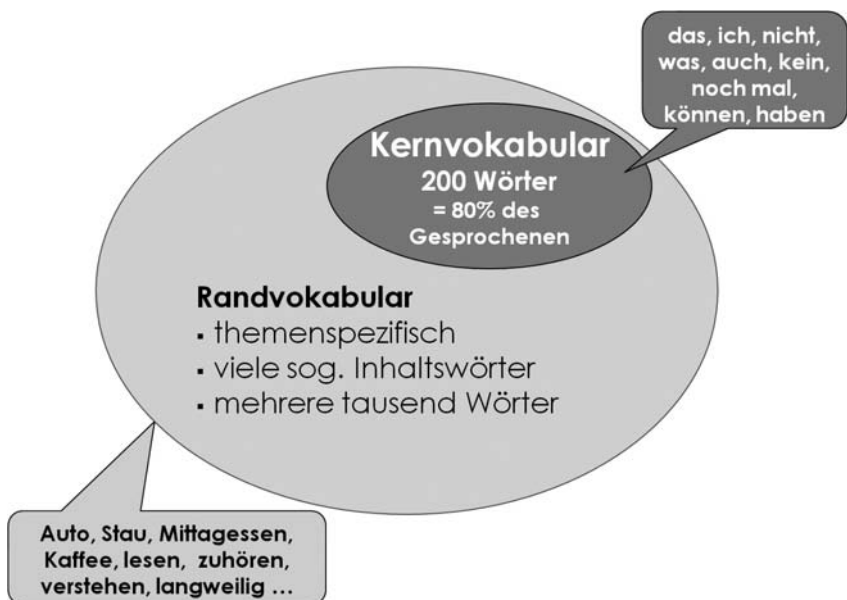 das, ich, nicht,
was, auch, kein,
noch mal,
können, haben
Kernvokabular
200 Wörter
= 80% des
Gesprochenen
Randvokabular
▪ themenspezifisch
▪ viele sog. Inhaltswörter
▪ mehrere tausend Wörter
Auto, Stau, Mittagessen,
Kaffee, lesen, zuhören,
verstehen, langweilig ...